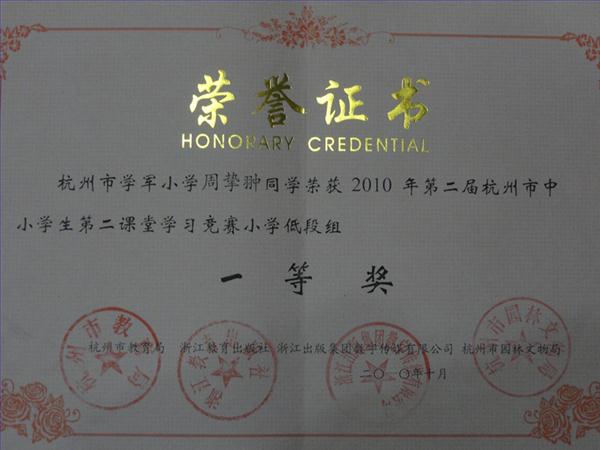 荣誉证书
HONORARY CREDENTIAL
杭州市学军小学周挚翀同学荣获 2010 年第二届杭州市中
小学生第二课堂学习竞赛小学低段组
一等奖
杭州市教育局 浙江教育出版社 浙江出版集团数字传媒有限公司 杭州市园林文物局
二〇一〇年十月